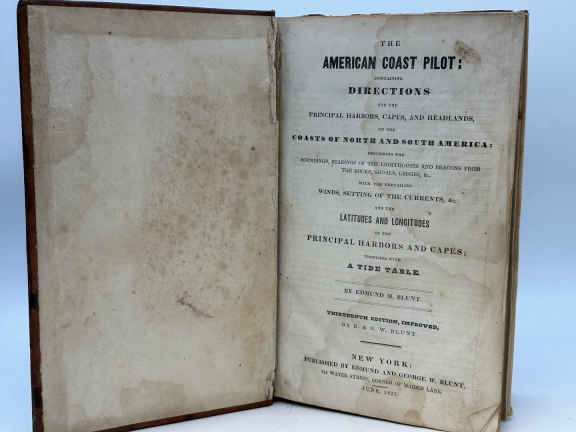 THE
AMERICAN COAST PILOT:
CONTAINING
DIRECTIONS
FOR THE
PRINCIPAL HARBORS, CAPES, AND HEADLANDS,
ON THE
COASTS OF NORTH AND SOUTH AMERICA:
DESCRIBING THE
SOUNDINGS, BEARINGS OF THE LIGHTHOUSES AND BEACONS FROM
THE ROCKS, SHOALS, LEDGES, &c.
WITH THE PREVAILING
WINDS, SETTING OF THE CURRENTS, &c.
AND THE
LATITUDES AND LONGITUDES
OF THE
PRINCIPAL HARBORS AND CAPES;
TOGETHER WITH
A TIDE TABLE.
BY EDMUND M. BLUNT.
THIRTEENTH EDITION, IMPROVED,
BY E. & G. W. BLUNT.
NEW YORK:
PUBLISHED BY EDMUND AND GEORGE W. BLUNT,
WATER STREET, CORNER OF MAIDEN LANE
JUNE,